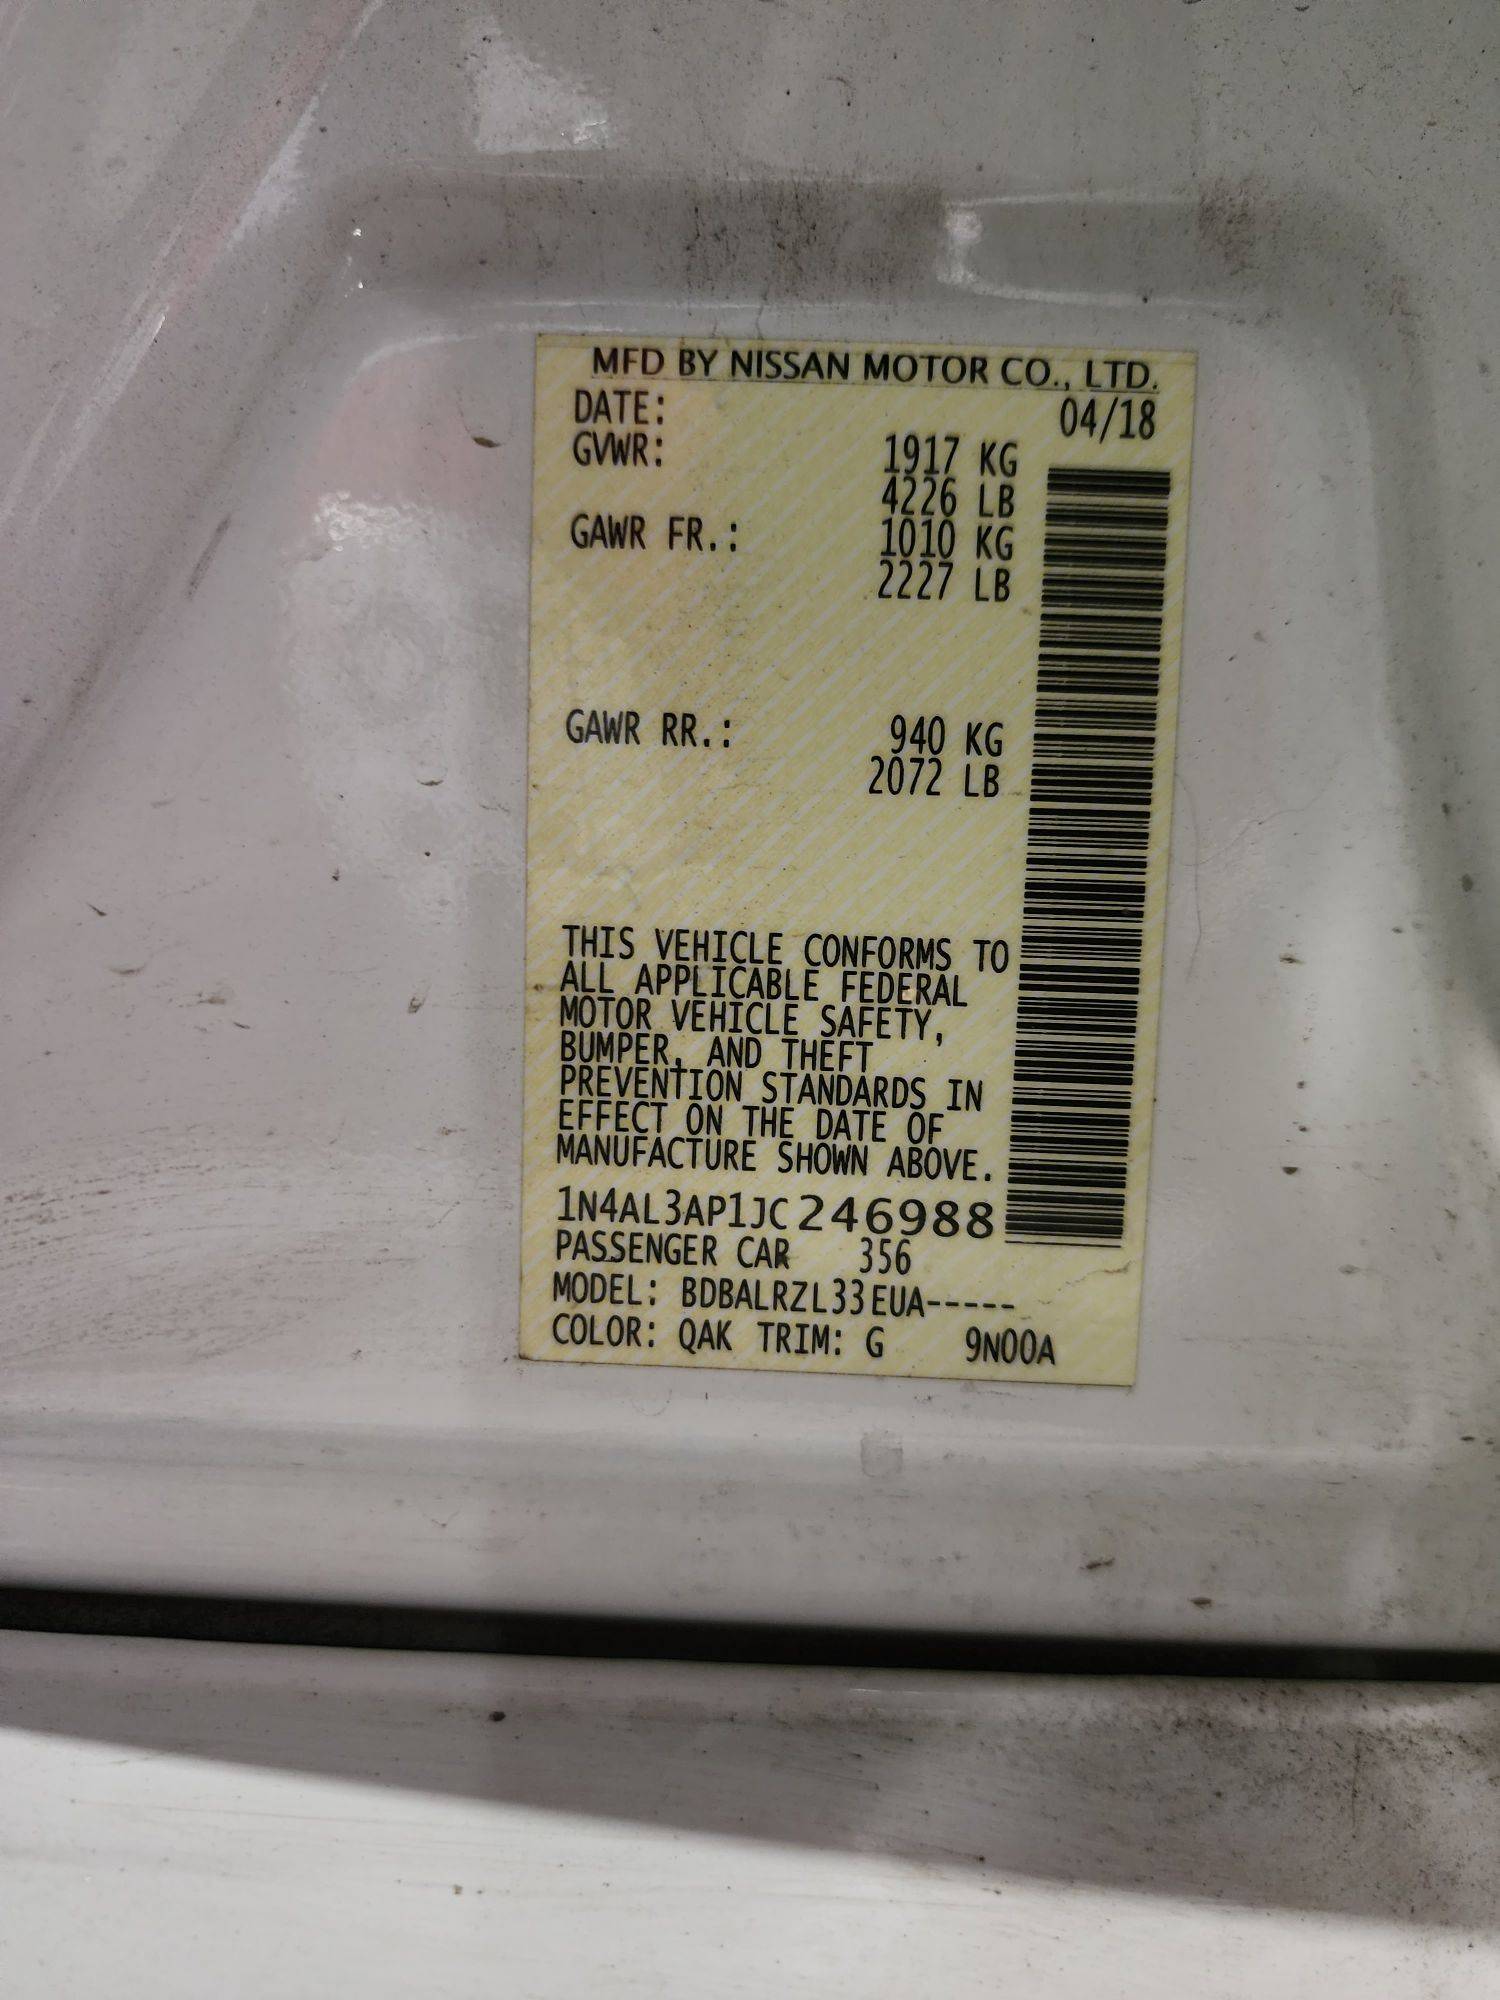 MFD BY NISSAN MOTOR CO., LTD.
DATE: 04/18
GVWR: 1917 KG
4226 LB
GAWR FR.: 1010 KG
2227 LB
GAWR RR.: 940 KG
2072 LB
THIS VEHICLE CONFORMS TO
ALL APPLICABLE FEDERAL
MOTOR VEHICLE SAFETY,
BUMPER, AND THEFT
PREVENTION STANDARDS IN
EFFECT ON THE DATE OF
MANUFACTURE SHOWN ABOVE.
1N4AL3AP1JC246988
PASSENGER CAR 356
MODEL: BDBALRZL33EUA-----
COLOR: QAK TRIM: G 9N00A